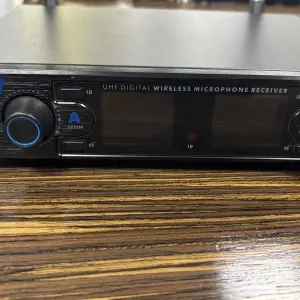 UHF DIGITAL WIRELESS MICROPHONE RECEIVER
A
SETUP